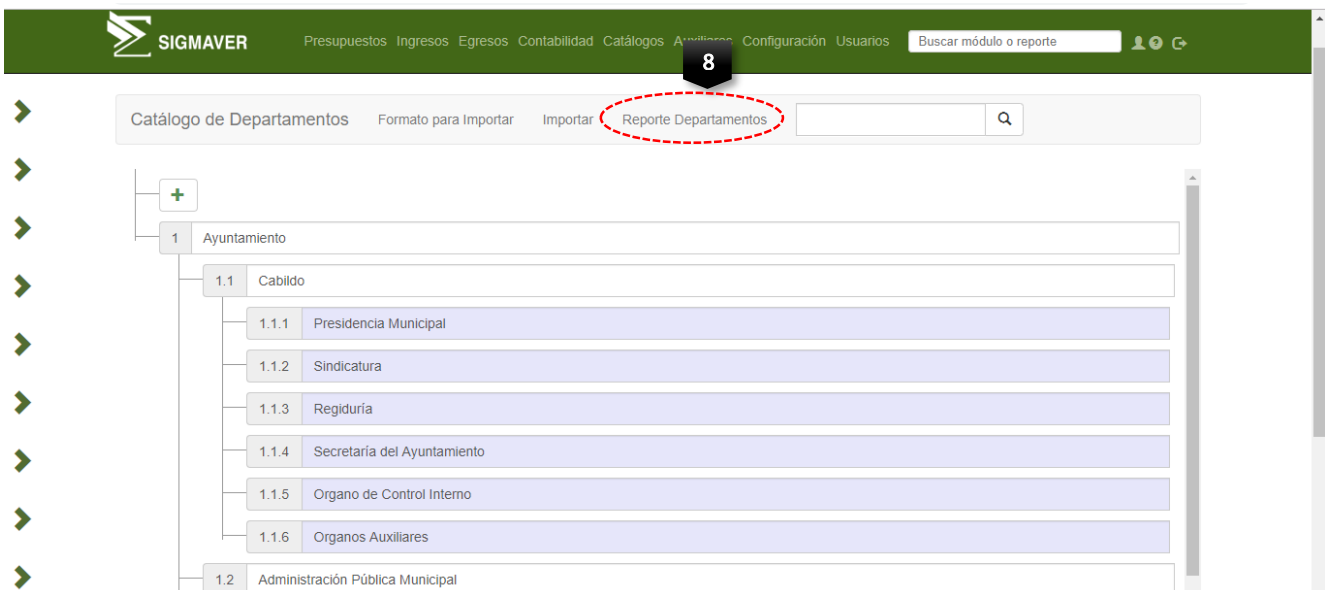 SIGMAVER Presupuestos Ingresos Egresos Contabilidad Catálogos Auxiliares Configuración Usuarios Buscar módulo o reporte
8
Catálogo de Departamentos Formato para Importar Importar Reporte Departamentos
1 Ayuntamiento
1.1 Cabildo
1.1.1 Presidencia Municipal
1.1.2 Sindicatura
1.1.3 Regiduría
1.1.4 Secretaría del Ayuntamiento
1.1.5 Organo de Control Interno
1.1.6 Organos Auxiliares
1.2 Administración Pública Municipal